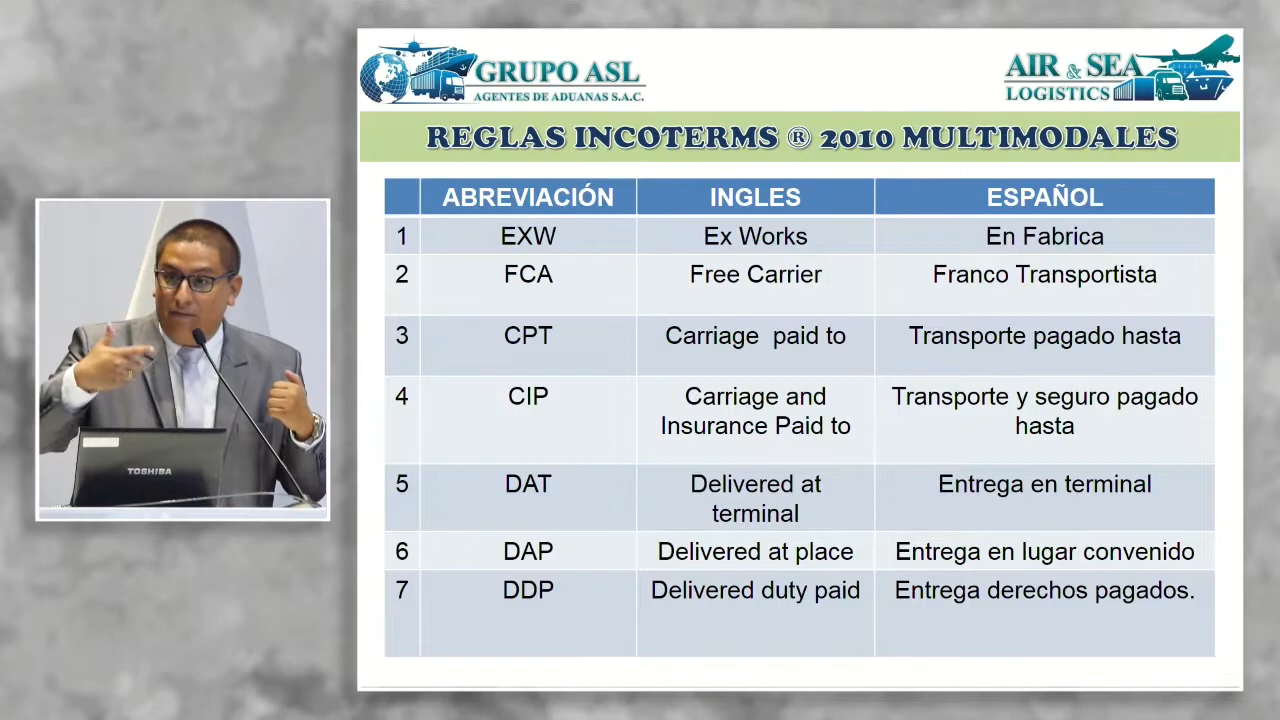 GRUPO ASL
AGENTES DE ADUANAS S.A.C.
AIR & SEA
LOGISTICS
REGLAS INCOTERMS ® 2010 MULTIMODALES
ABREVIACIÓN INGLES ESPAÑOL
1 EXW Ex Works En Fabrica
2 FCA Free Carrier Franco Transportista
3 CPT Carriage paid to Transporte pagado hasta
4 CIP Carriage and Insurance Paid to Transporte y seguro pagado hasta
5 DAT Delivered at terminal Entrega en terminal
6 DAP Delivered at place Entrega en lugar convenido
7 DDP Delivered duty paid Entrega derechos pagados.
TOSHIBA